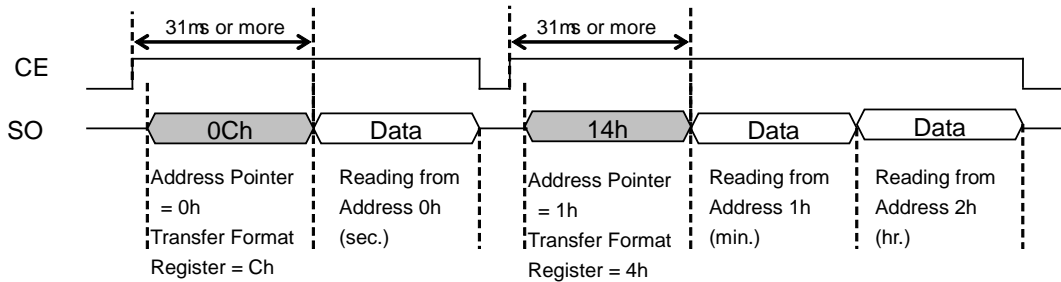 31ms or more
31ms or more
CE
SO
0Ch
Data
14h
Data
Data
Address Pointer
= 0h
Transfer Format
Register = Ch
Reading from
Address 0h
(sec.)
Address Pointer
= 1h
Transfer Format
Register = 4h
Reading from
Address 1h
(min.)
Reading from
Address 2h
(hr.)